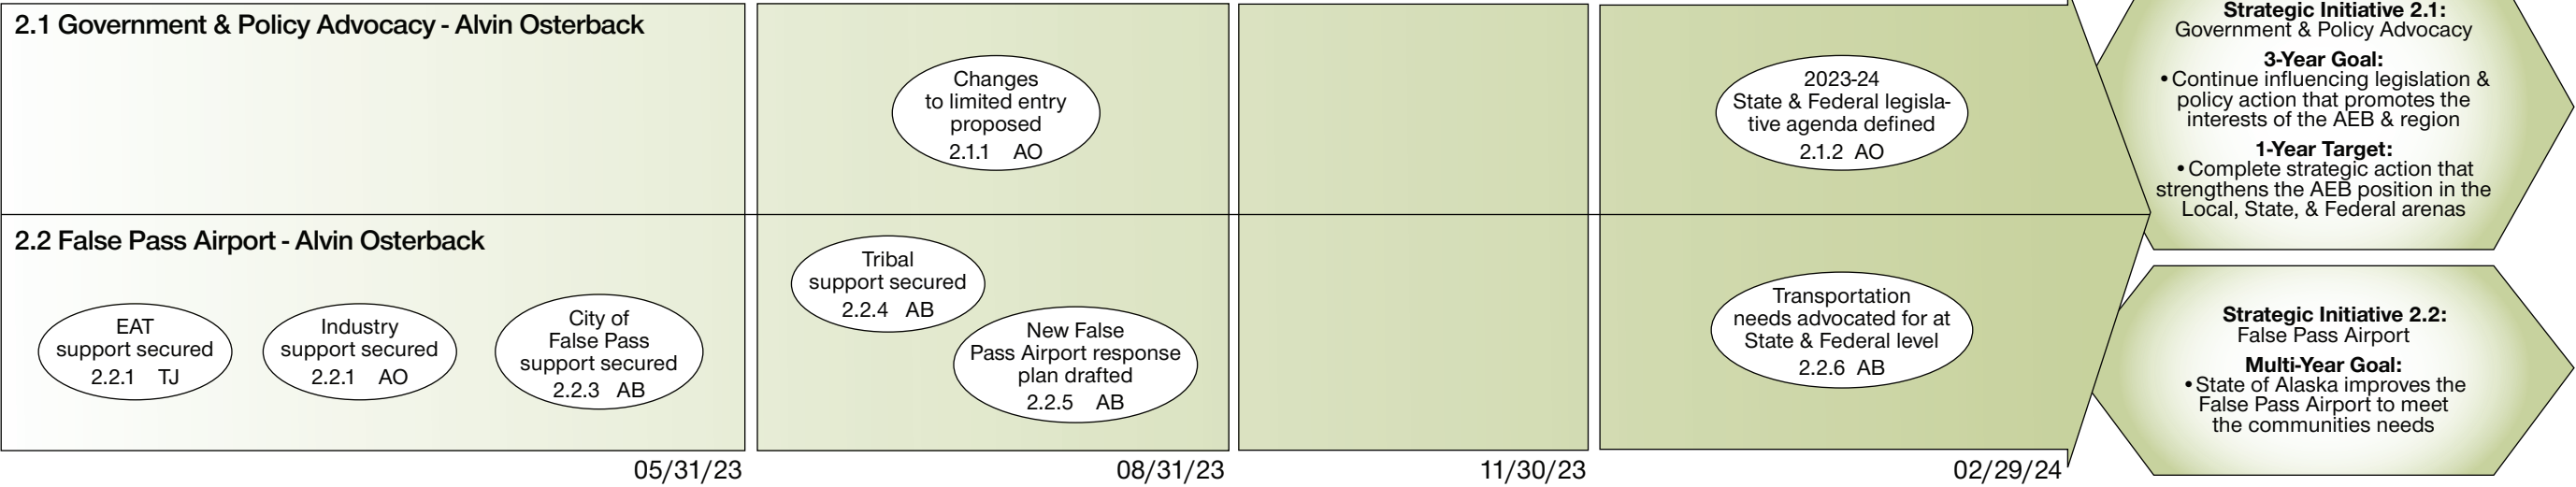 2.1 Government & Policy Advocacy - Alvin Osterback
Changes
to limited entry
proposed
2.1.1 AO
2023-24
State & Federal legisla-
tive agenda defined
2.1.2 AO
Strategic Initiative 2.1:
Government & Policy Advocacy
3-Year Goal:
• Continue influencing legislation &
policy action that promotes the
interests of the AEB & region
1-Year Target:
• Complete strategic action that
strengthens the AEB position in the
Local, State, & Federal arenas
2.2 False Pass Airport - Alvin Osterback
EAT
support secured
2.2.1 TJ
Industry
support secured
2.2.1 AO
City of
False Pass
support secured
2.2.3 AB
Tribal
support secured
2.2.4 AB
New False
Pass Airport response
plan drafted
2.2.5 AB
Transportation
needs advocated for at
State & Federal level
2.2.6 AB
Strategic Initiative 2.2:
False Pass Airport
Multi-Year Goal:
• State of Alaska improves the
False Pass Airport to meet
the communities needs
05/31/23
08/31/23
11/30/23
02/29/24